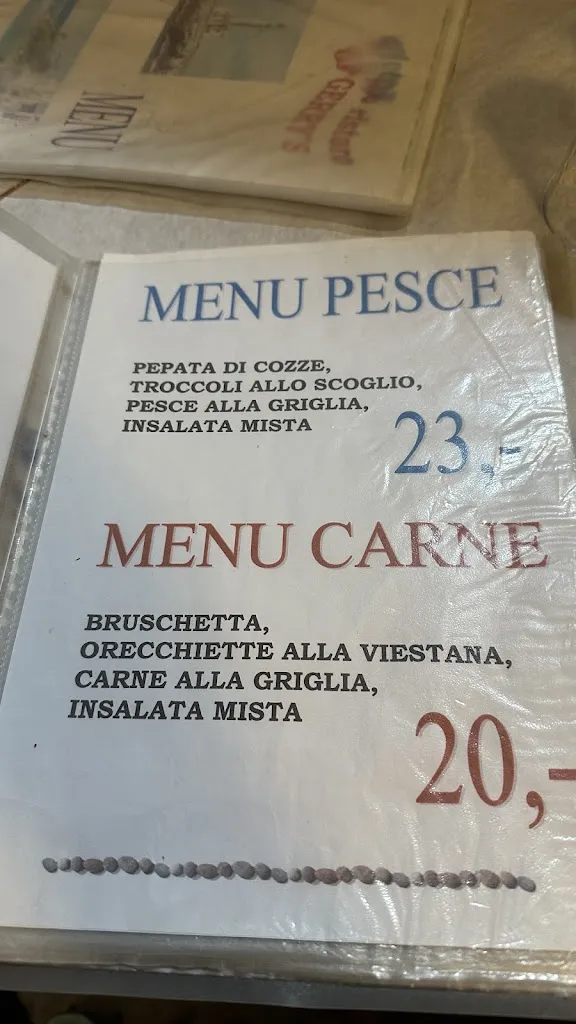 MENU
GERRY'S
MENU PESCE
PEPATA DI COZZE,
TROCCOLI ALLO SCOGLIO,
PESCE ALLA GRIGLIA,
INSALATA MISTA
23,-
MENU CARNE
BRUSCHETTA,
ORECCHIETTE ALLA VIESTANA,
CARNE ALLA GRIGLIA,
INSALATA MISTA
20,-